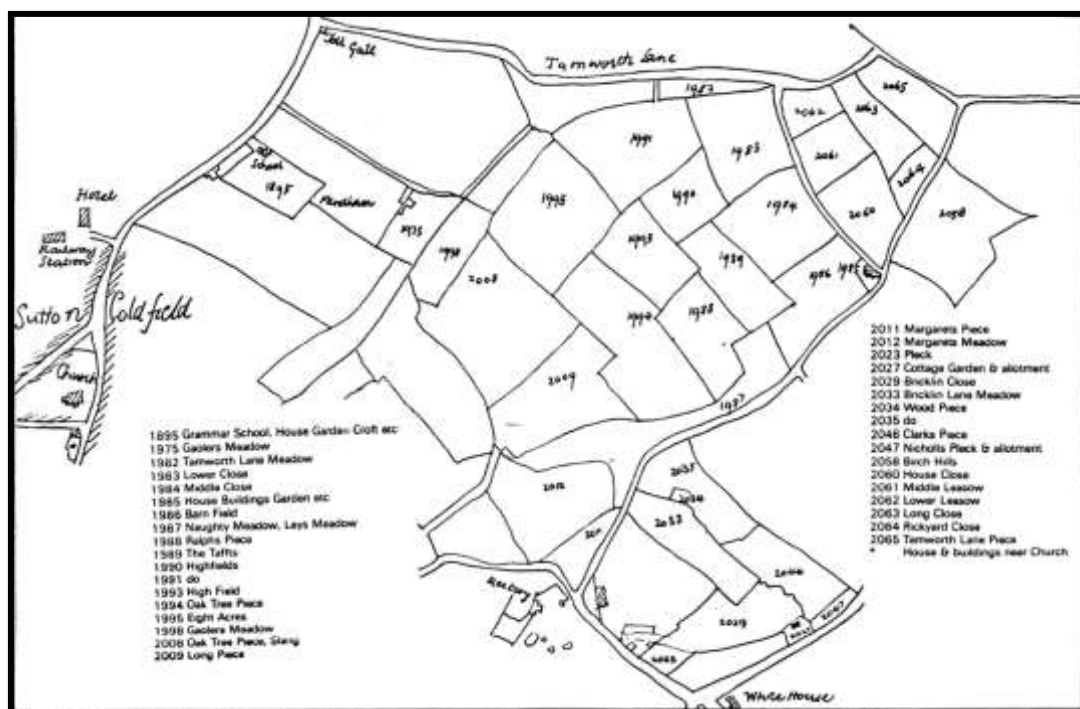 Toll Gate
Tamworth Lane
1982
2065
2062
2063
1991
1983
2061
2064
School
1895
Hotel
1990
1984
2060
2058
1995
1975
1998
1993
1989
Railway
Station
2008
1986
1985
Sutton Coldfield
1988
Church
2009
1987
2011 Margarets Piece
2012 Margarets Meadow
2023 Pleck
2027 Cottage Garden & allotment
2029 Bricklin Close
2033 Bricklin Lane Meadow
2034 Wood Piece
2035 do
2046 Clarks Piece
2047 Nicholls Pleck & allotment
2058 Birch Hills
2060 House Close
2061 Middle Leasow
2062 Lower Leasow
2063 Long Close
2064 Rickyard Close
2065 Tamworth Lane Piece
* House & buildings near Church
1895 Grammar School, House Garden Croft etc
1975 Gaolers Meadow
1982 Tamworth Lane Meadow
1983 Lower Close
1984 Middle Close
1985 House Buildings Garden etc
1986 Barn Field
1987 Naughty Meadow, Lays Meadow
1988 Ralphs Piece
1989 The Taffts
1990 Highfields
1991 do
1993 High Field
1994 Oak Tree Piece
1995 Eight Acres
1998 Gaolers Meadow
2008 Oak Tree Piece, Slang
2009 Long Piece
2012
2035
2034
2033
2011
2046
Rectory
2029
2027
2047
2023
White House